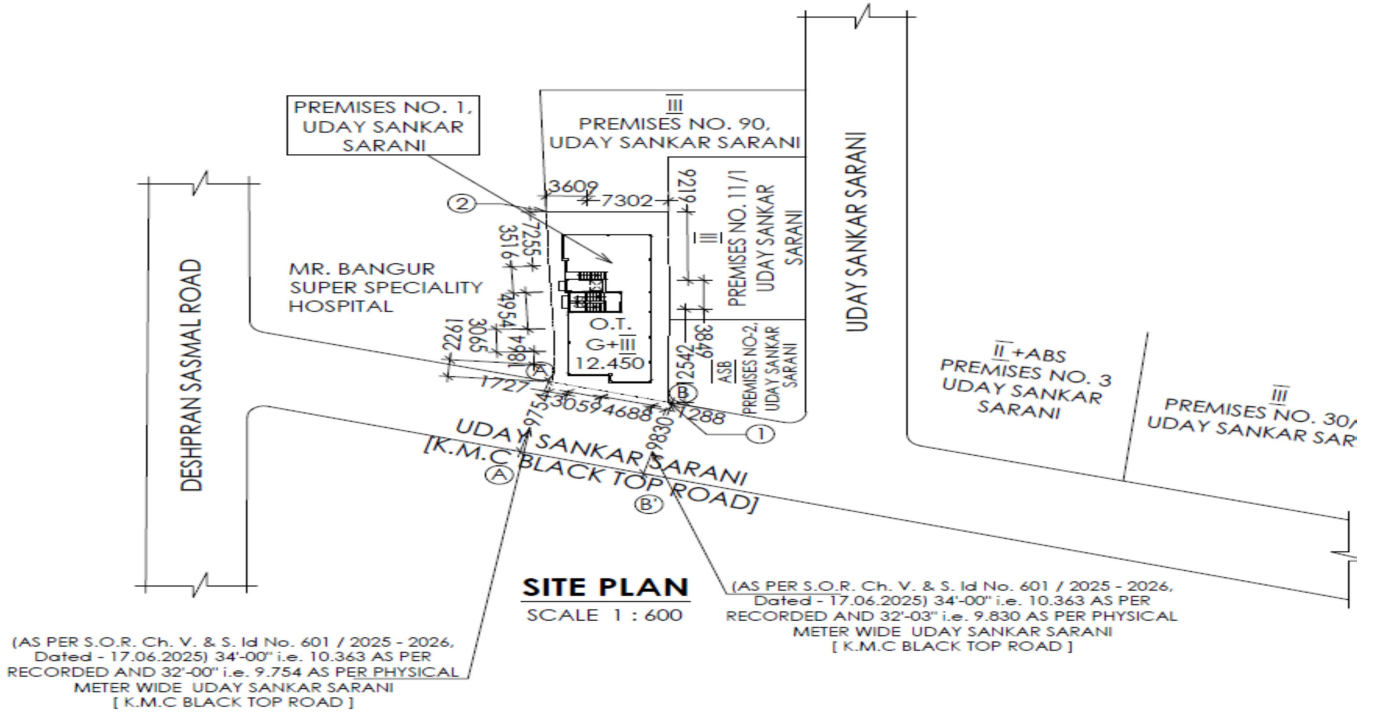 PREMISES NO. 1,
UDAY SANKAR
SARANI
III
PREMISES NO. 90,
UDAY SANKAR SARANI
3609
7302
2
9219
III
PREMISES NO. 11/1
UDAY SANKAR
SARANI
UDAY SANKAR SARANI
DESHPRAN SASMAL ROAD
MR. BANGUR
SUPER SPECIALITY
HOSPITAL
7255
3516
4954
1984
3065
2261
1727
O.T.
G+III
12.450
3849
12542
ASB
PREMISES NO-2,
UDAY SANKAR
SARANI
A
B
3059
4688
1288
1
9754
9830
II +ABS
PREMISES NO. 3
UDAY SANKAR
SARANI
III
PREMISES NO. 30/
UDAY SANKAR SAR
UDAY SANKAR SARANI
[K.M.C BLACK TOP ROAD]
A
B'
SITE PLAN
SCALE 1 : 600
(AS PER S.O.R. Ch. V. & S. Id No. 601 / 2025 - 2026,
Dated - 17.06.2025) 34'-00" i.e. 10.363 AS PER
RECORDED AND 32'-03" i.e. 9.830 AS PER PHYSICAL
METER WIDE UDAY SANKAR SARANI
[ K.M.C BLACK TOP ROAD ]
(AS PER S.O.R. Ch. V. & S. Id No. 601 / 2025 - 2026,
Dated - 17.06.2025) 34'-00" i.e. 10.363 AS PER
RECORDED AND 32'-00" i.e. 9.754 AS PER PHYSICAL
METER WIDE UDAY SANKAR SARANI
[ K.M.C BLACK TOP ROAD ]